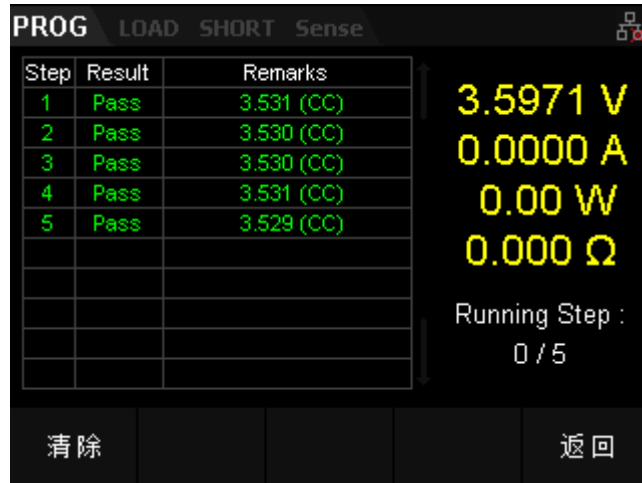 PROG LOAD SHORT Sense
Step Result Remarks
1 Pass 3.531 (CC)
2 Pass 3.530 (CC)
3 Pass 3.530 (CC)
4 Pass 3.531 (CC)
5 Pass 3.529 (CC)
3.5971 V
0.0000 A
0.00 W
0.000 Ω
Running Step :
0 / 5
清除 返回